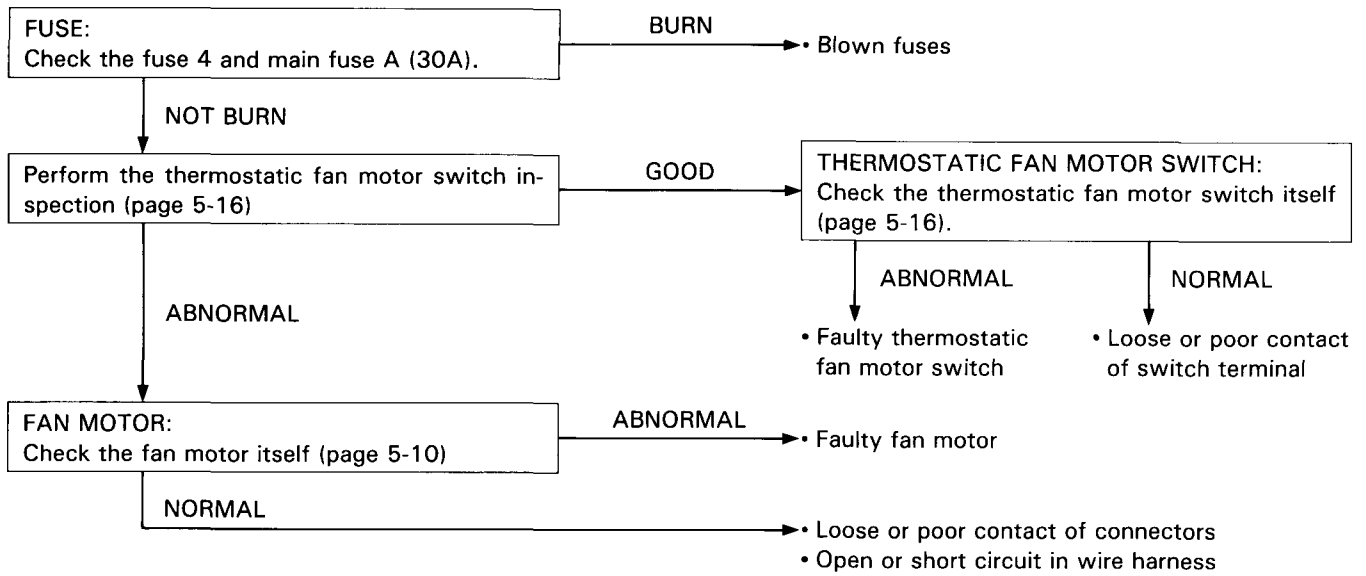 FUSE:
Check the fuse 4 and main fuse A (30A).
BURN
• Blown fuses
NOT BURN
Perform the thermostatic fan motor switch in-
spection (page 5-16)
GOOD
THERMOSTATIC FAN MOTOR SWITCH:
Check the thermostatic fan motor switch itself
(page 5-16).
ABNORMAL
• Faulty thermostatic
fan motor switch
NORMAL
• Loose or poor contact
of switch terminal
ABNORMAL
FAN MOTOR:
Check the fan motor itself (page 5-10)
ABNORMAL
• Faulty fan motor
NORMAL
• Loose or poor contact of connectors
• Open or short circuit in wire harness